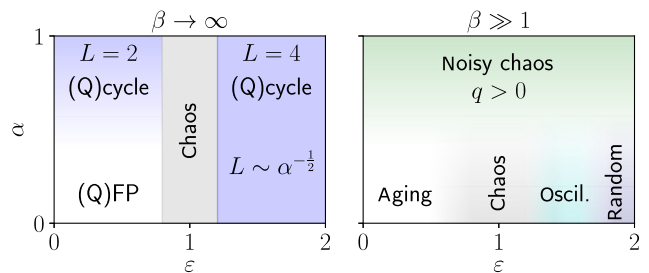 β → ∞
1
L = 2
(Q)cycle
Chaos
L = 4
(Q)cycle
α
L ∼ α^{-1/2}
(Q)FP
0
0
1
2
ε
β ≫ 1
Noisy chaos
q > 0
Aging
Chaos
Oscil.
Random
0
1
2
ε